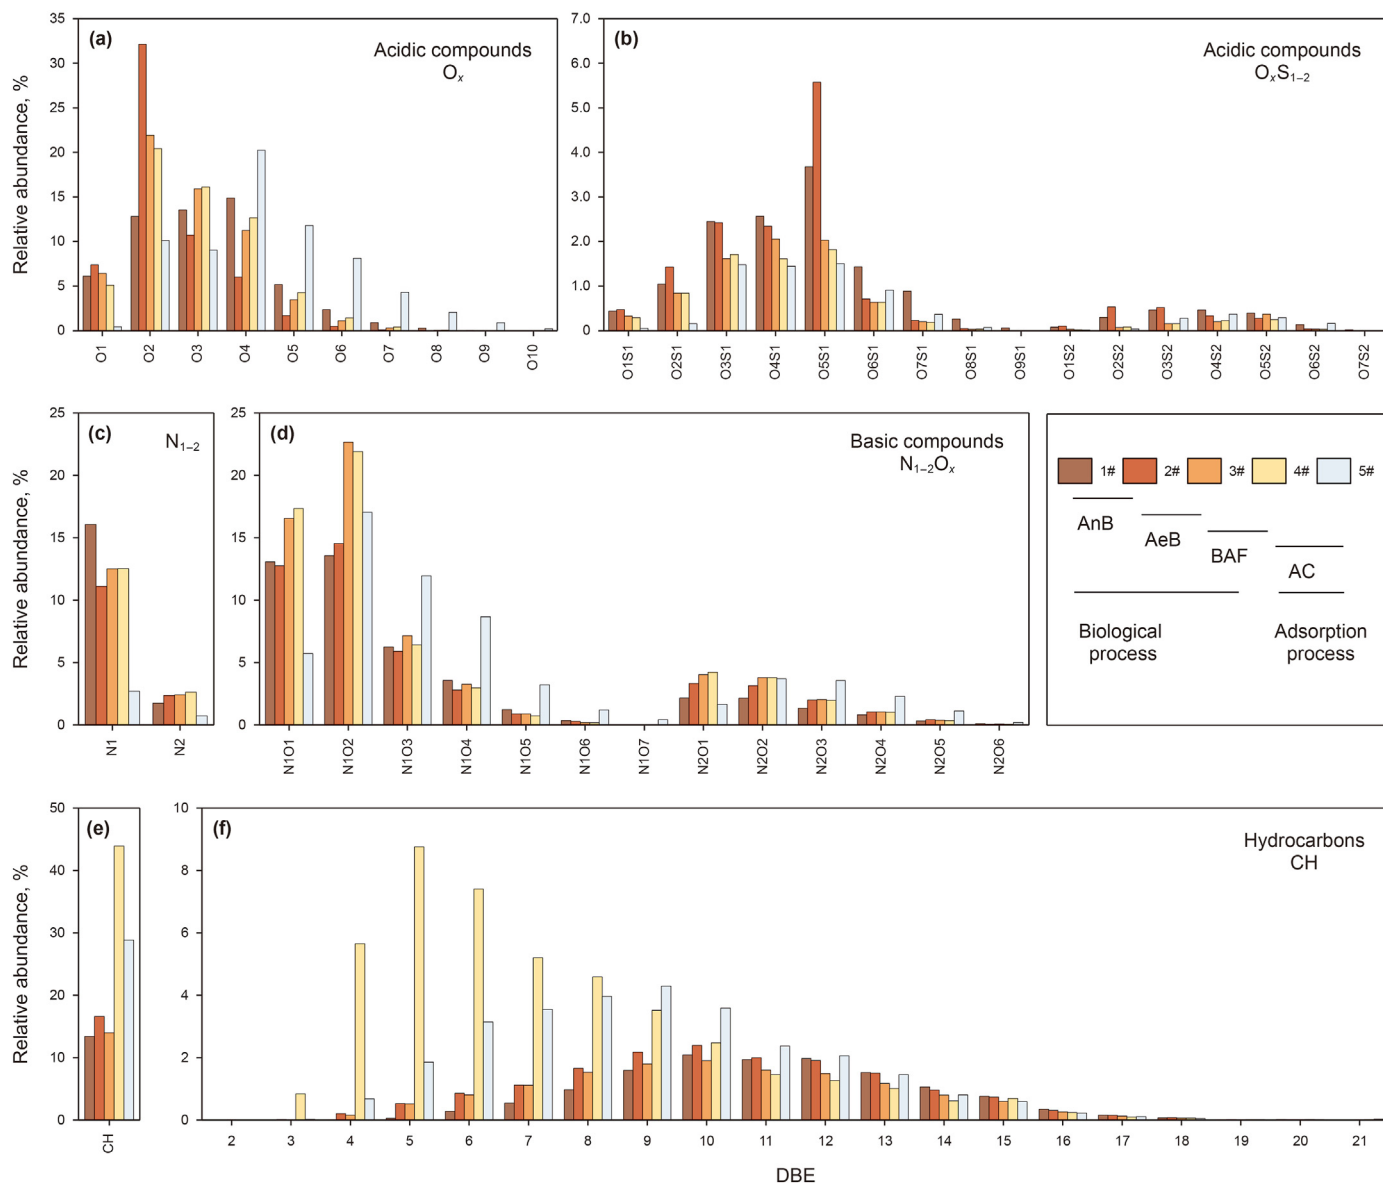 (a)
Acidic compounds
Oₓ
Relative abundance, %
35
30
25
20
15
10
5
0
O1 O2 O3 O4 O5 O6 O7 O8 O9 O10
(b)
Acidic compounds
OₓS₁₋₂
7.0
6.0
5.0
4.0
3.0
2.0
1.0
0
O1S1 O2S1 O3S1 O4S1 O5S1 O6S1 O7S1 O8S1 O9S1 O1S2 O2S2 O3S2 O4S2 O5S2 O6S2 O7S2
(c)
N₁₋₂
Relative abundance, %
25
20
15
10
5
0
N1 N2
(d)
Basic compounds
N₁₋₂Oₓ
25
20
15
10
5
0
N1O1 N1O2 N1O3 N1O4 N1O5 N1O6 N1O7 N2O1 N2O2 N2O3 N2O4 N2O5 N2O6
1# 2# 3# 4# 5#
AnB
AeB
BAF
AC
Biological
process
Adsorption
process
(e)
Relative abundance, %
50
40
30
20
10
0
CH
(f)
Hydrocarbons
CH
10
8
6
4
2
0
2 3 4 5 6 7 8 9 10 11 12 13 14 15 16 17 18 19 20 21
DBE